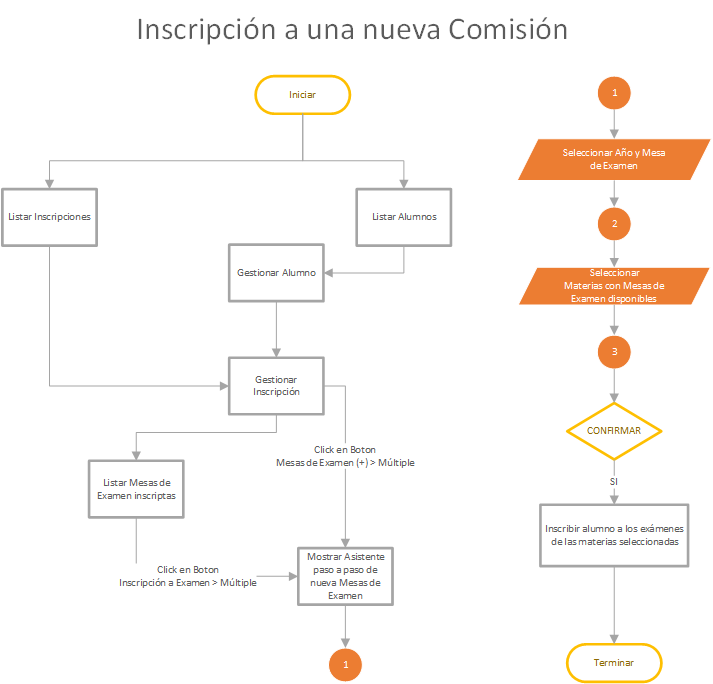 Inscripción a una nueva Comisión
Iniciar
Listar Inscripciones
Listar Alumnos
Gestionar Alumno
Gestionar
Inscripción
Click en Boton
Mesas de Examen (+) > Múltiple
Listar Mesas de
Examen inscriptas
Click en Boton
Inscripción a Examen > Múltiple
Mostrar Asistente
paso a paso de
nueva Mesas de
Examen
1
1
Seleccionar Año y Mesa
de Examen
2
Seleccionar
Materias con Mesas de
Examen disponibles
3
CONFIRMAR
SI
Inscribir alumno a los exámenes
de las materias seleccionadas
Terminar